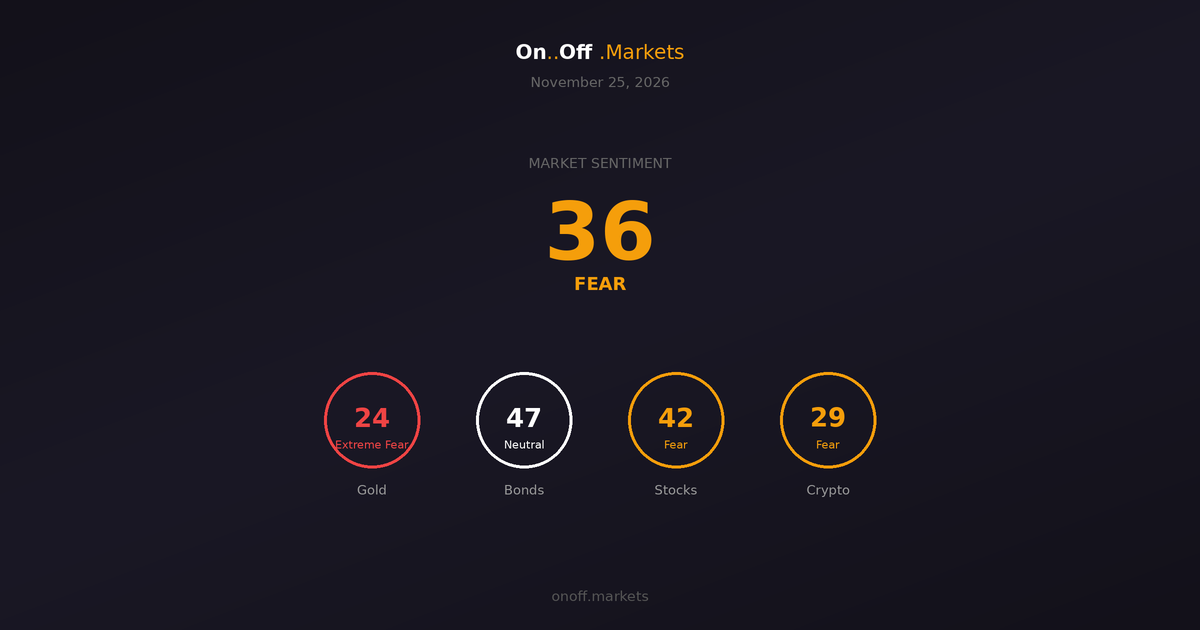 On..Off .Markets
November 25, 2026
MARKET SENTIMENT
36
FEAR
24 47 42 29
Extreme Fear Neutral Fear Fear
Gold Bonds Stocks Crypto
onoff.markets